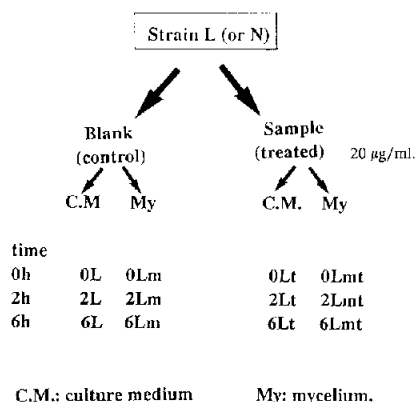 Strain L (or N)
Blank
(control)
Sample
(treated)
20 µg/ml.
C.M My
C.M. My
time
0h 0L 0Lm 0Lt 0Lmt
2h 2L 2Lm 2Lt 2Lmt
6h 6L 6Lm 6Lt 6Lmt
C.M.: culture medium My: mycelium.